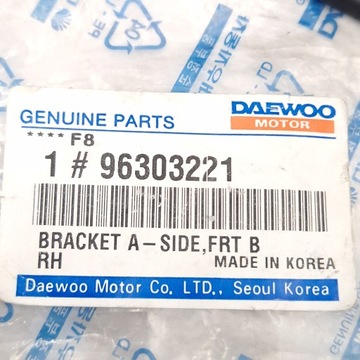 GENUINE PARTS
DAEWOO
MOTOR
**** F8
1 # 96303221
BRACKET A-SIDE,FRT B
RH MADE IN KOREA
Daewoo Motor Co. LTD., Seoul Korea